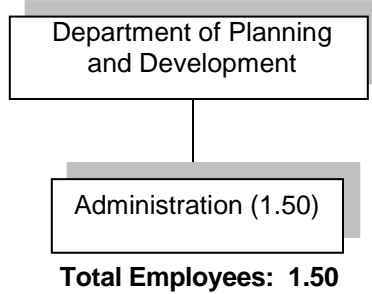 Department of Planning
and Development
Administration (1.50)
Total Employees: 1.50